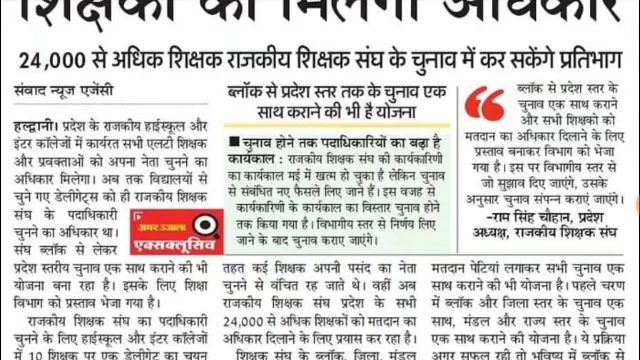 शिक्षकों को मिलेगा अधिकार
24,000 से अधिक शिक्षक राजकीय शिक्षक संघ के चुनाव में कर सकेंगे प्रतिभाग
संवाद न्यूज एजेंसी
हल्द्वानी। प्रदेश के राजकीय हाईस्कूल और
इंटर कॉलेजों में कार्यरत सभी एलटी शिक्षक
और प्रवक्ताओं को अपना नेता चुनने का
अधिकार मिलेगा। अब तक विद्यालयों से
चुने गए डेलीगेट्स को ही राजकीय शिक्षक
संघ के पदाधिकारी
चुनने का अधिकार था।
संघ ब्लॉक से लेकर
प्रदेश स्तरीय चुनाव एक साथ कराने की भी
योजना बना रहा है। इसके लिए शिक्षा
विभाग को प्रस्ताव भेजा गया है।
राजकीय शिक्षक संघ का पदाधिकारी
चुनने के लिए हाईस्कूल और इंटर कॉलेजों
में 10 शिक्षक पर एक डेलीगेट का चयन
अमर उजाला
एक्सक्लूसिव
ब्लॉक से प्रदेश स्तर तक के चुनाव एक
साथ कराने की भी है योजना
■ चुनाव होने तक पदाधिकारियों का बढ़ा है
कार्यकाल : राजकीय शिक्षक संघ की कार्यकारिणी
का कार्यकाल मई में खत्म हो चुका है लेकिन चुनाव
से संबंधित नए फैसले लिए जाने हैं। इस वजह से
कार्यकारिणी के कार्यकाल का विस्तार चुनाव होने
तक किया गया है। विभागीय स्तर से निर्णय लिए
जाने के बाद चुनाव कराए जाएंगे।
तहत कई शिक्षक अपनी पसंद का नेता
चुनने से वंचित रह जाते थे। वहीं अब
राजकीय शिक्षक संघ प्रदेश के सभी
24,000 से अधिक शिक्षकों को मतदान का
अधिकार दिलाने के लिए प्रयास कर रहा है।
शिक्षक संघ के ब्लॉक, जिला, मंडल
ब्लॉक से प्रदेश स्तर के
चुनाव एक साथ कराने
और सभी शिक्षकों को
मतदान का अधिकार दिलाने के लिए
प्रस्ताव बनाकर विभाग को भेजा
गया है। इस पर विभागीय स्तर से
जो सुझाव दिए जाएंगे, उसके
अनुसार चुनाव संपन्न कराएं जाएंगे।
-राम सिंह चौहान, प्रदेश
अध्यक्ष, राजकीय शिक्षक संघ
मतदान पेटियां लगाकर सभी चुनाव एक
साथ कराने की योजना है। पहले चरण
में ब्लॉक और जिला स्तर के चुनाव एक
साथ, मंडल और राज्य स्तर के चुनाव
एक साथ कराने की योजना है। ये प्रक्रिया
अगर सफल रही तो भविष्य में ब्लॉक से